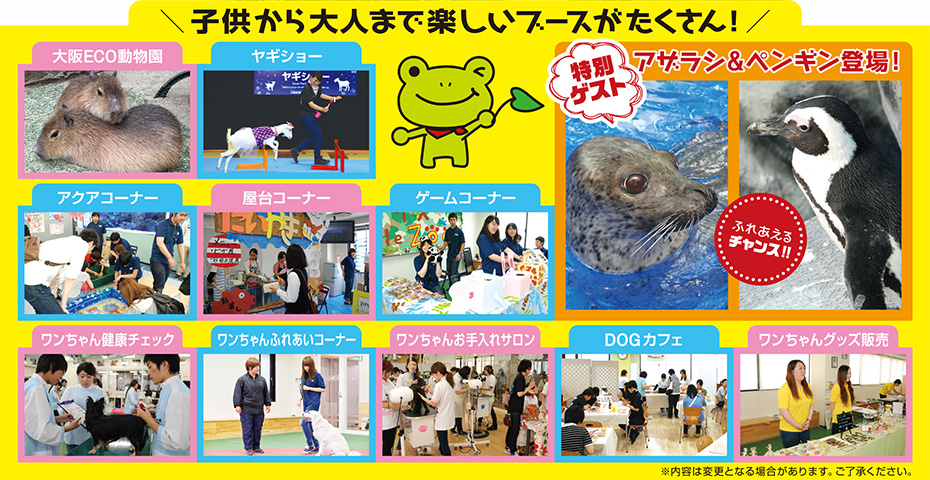 子供から大人まで楽しいブースがたくさん!
大阪ECO動物園
ヤギショー
ヤギショー
特別
ゲスト
アザラシ&ペンギン登場!
ふれあえる
チャンス!!
アクアコーナー
屋台コーナー
ゲームコーナー
ワンちゃん健康チェック
ワンちゃんふれあいコーナー
ワンちゃんお手入れサロン
DOGカフェ
ワンちゃんグッズ販売
※内容は変更となる場合があります。ご了承ください。